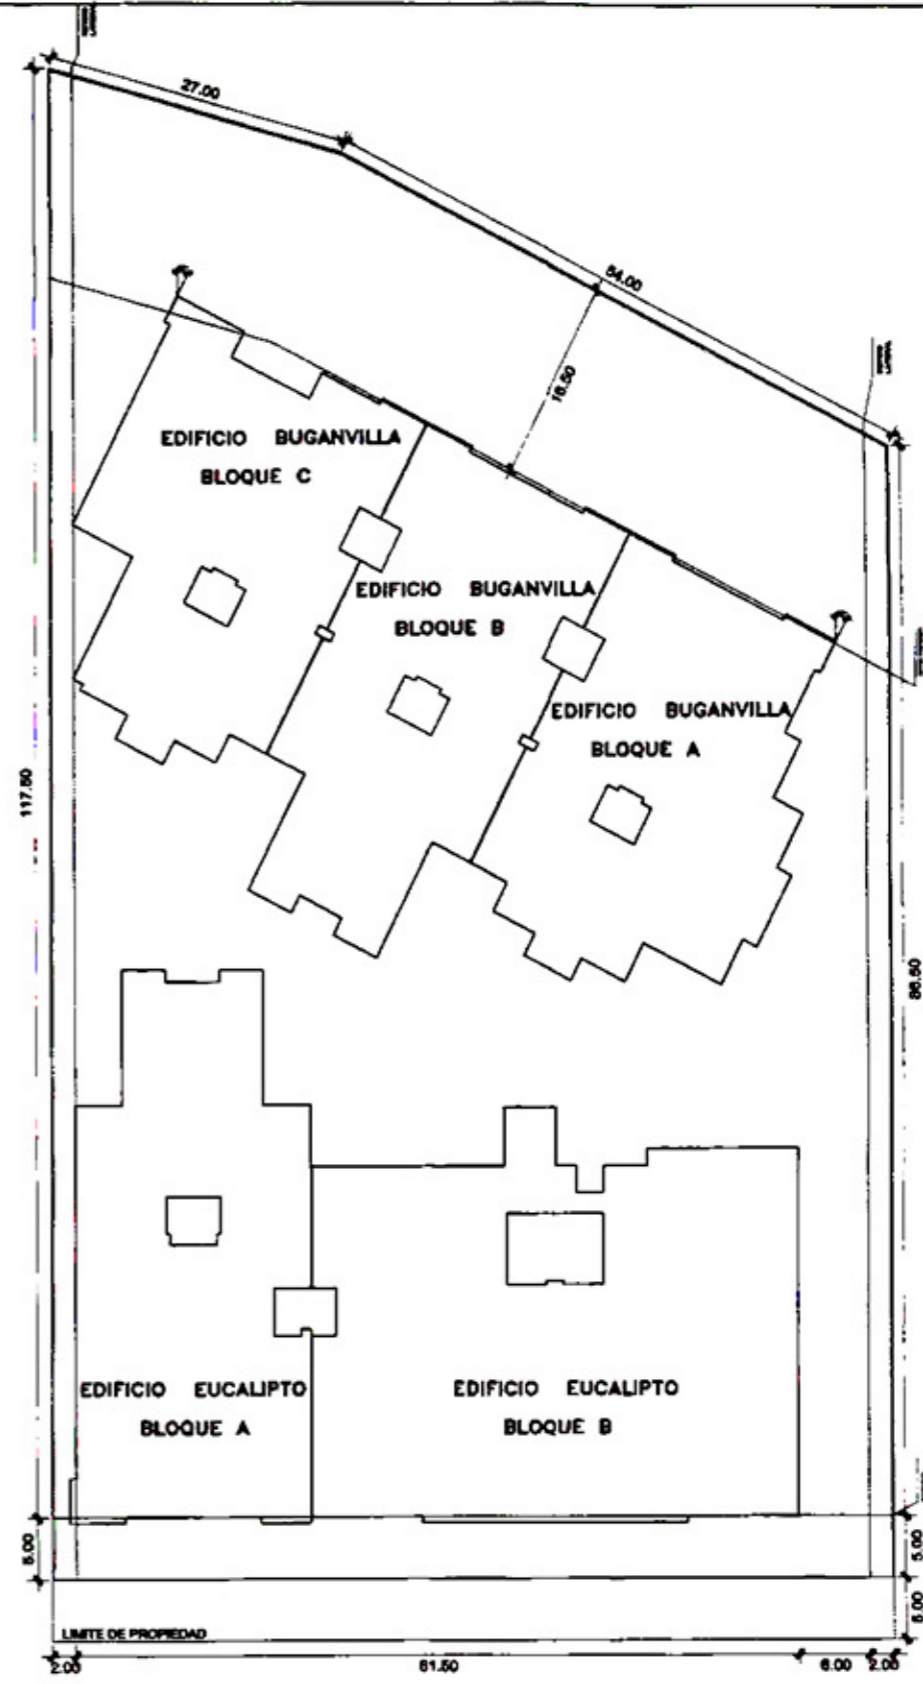 27.00
54.00
16.50
EDIFICIO BUGANVILLA
BLOQUE C
EDIFICIO BUGANVILLA
BLOQUE B
EDIFICIO BUGANVILLA
BLOQUE A
117.50
86.50
EDIFICIO EUCALIPTO
BLOQUE A
EDIFICIO EUCALIPTO
BLOQUE B
5.00
5.00
5.00
LIMITE DE PROPIEDAD
2.00
61.50
6.00
2.00